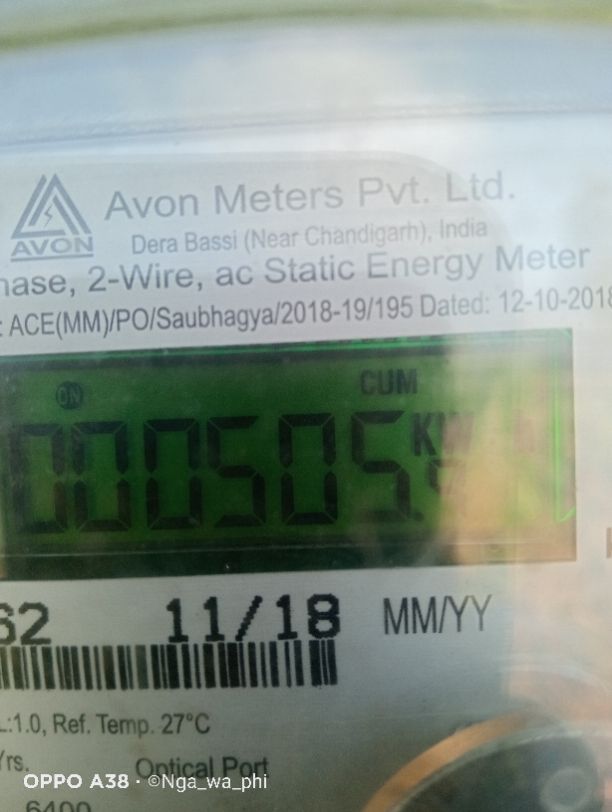 AVON
Avon Meters Pvt. Ltd.
Dera Bassi (Near Chandigarh), India
hase, 2-Wire, ac Static Energy Meter
: ACE(MM)/PO/Saubhagya/2018-19/195 Dated: 12-10-2018
ON CUM
000505. KW
62 11/18 MM/YY
L:1.0, Ref. Temp. 27°C
Yrs. Optical Port
OPPO A38 · ©Nga_wa_phi
6400